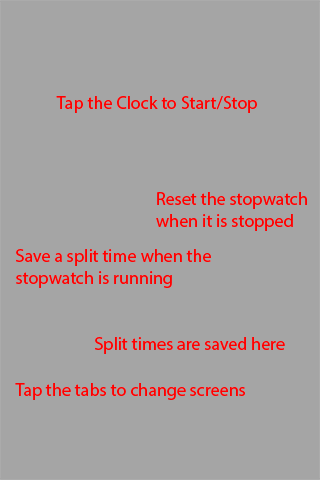 Tap the Clock to Start/Stop
Reset the stopwatch
when it is stopped
Save a split time when the
stopwatch is running
Split times are saved here
Tap the tabs to change screens